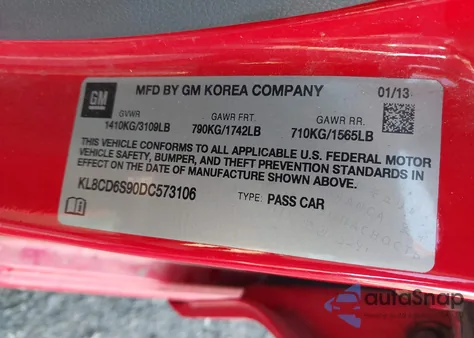 GM
MFD BY GM KOREA COMPANY 01/13
GVWR GAWR FRT. GAWR RR.
1410KG/3109LB 790KG/1742LB 710KG/1565LB
THIS VEHICLE CONFORMS TO ALL APPLICABLE U.S. FEDERAL MOTOR
VEHICLE SAFETY, BUMPER, AND THEFT PREVENTION STANDARDS IN
EFFECT ON THE DATE OF MANUFACTURE SHOWN ABOVE.
KL8CD6S90DC573106 TYPE: PASS CAR
autoSnap